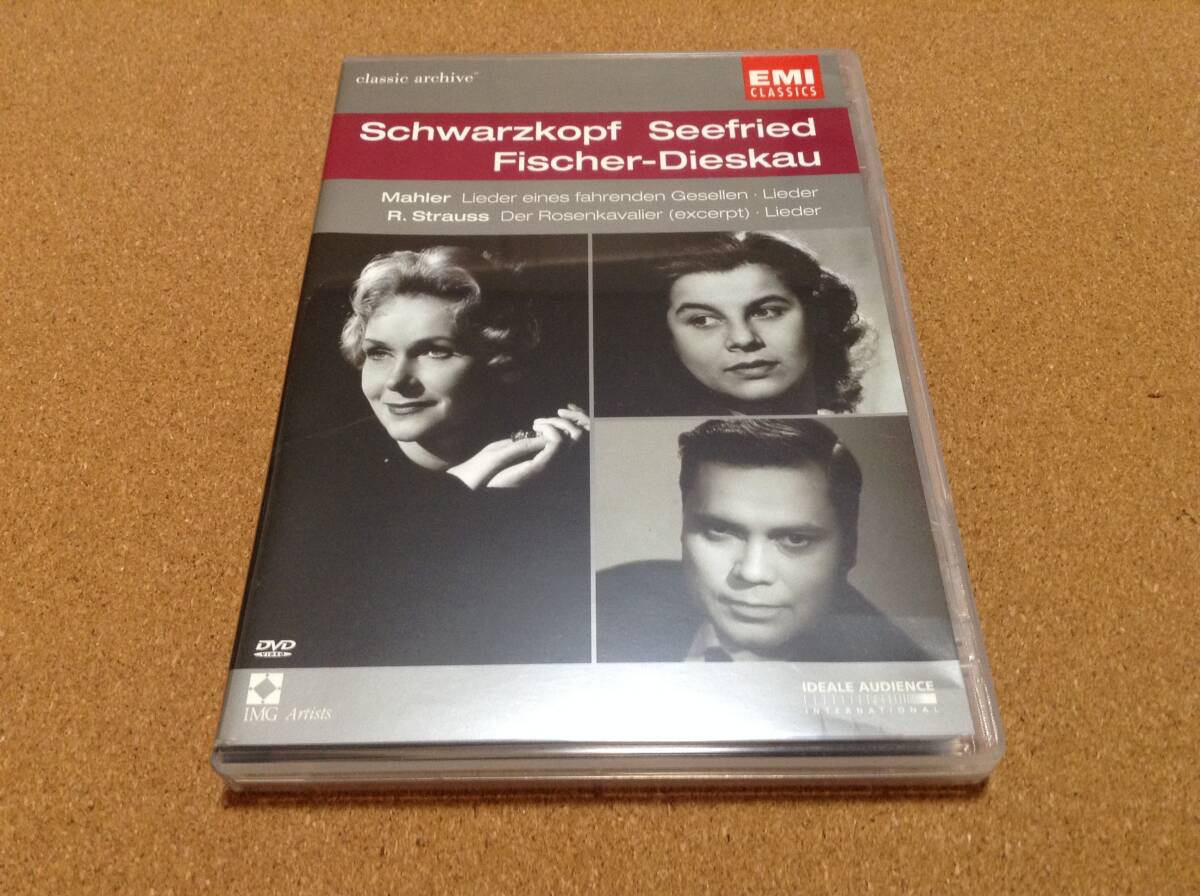 classic archive™
EMI
CLASSICS
Schwarzkopf Seefried
Fischer-Dieskau
Mahler Lieder eines fahrenden Gesellen · Lieder
R. Strauss Der Rosenkavalier (excerpt) · Lieder
DVD
VIDEO
IMG Artists
IDEALE AUDIENCE
INTERNATIONAL